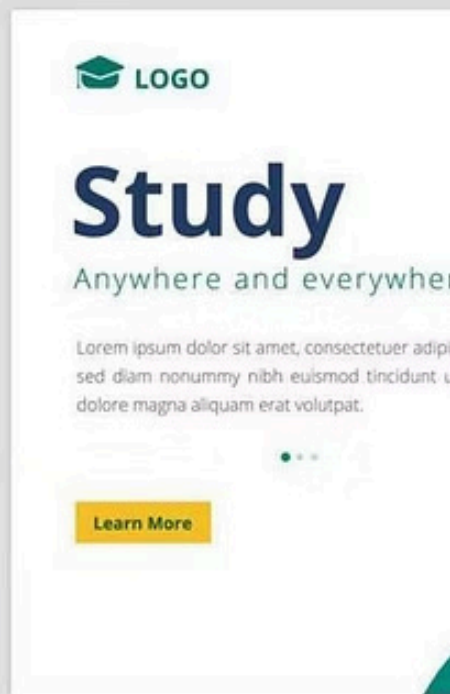 LOGO
Study
Anywhere and everywher
Lorem ipsum dolor sit amet, consectetuer adipi
sed diam nonummy nibh euismod tincidunt u
dolore magna aliquam erat volutpat.
Learn More